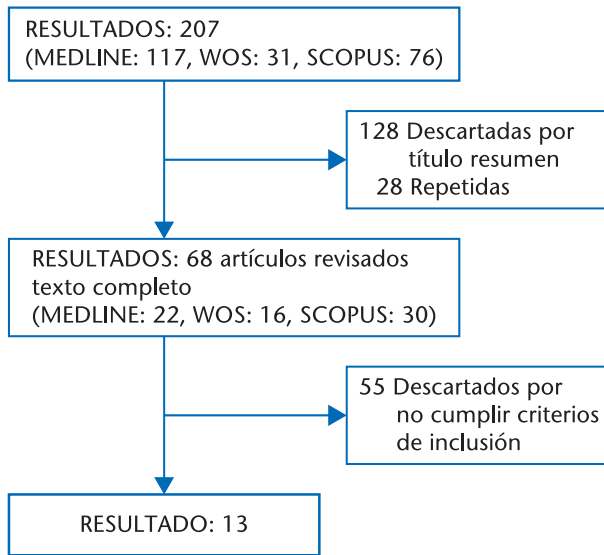 RESULTADOS: 207
(MEDLINE: 117, WOS: 31, SCOPUS: 76)
128 Descartadas por
título resumen
28 Repetidas
RESULTADOS: 68 artículos revisados
texto completo
(MEDLINE: 22, WOS: 16, SCOPUS: 30)
55 Descartados por
no cumplir criterios
de inclusión
RESULTADO: 13